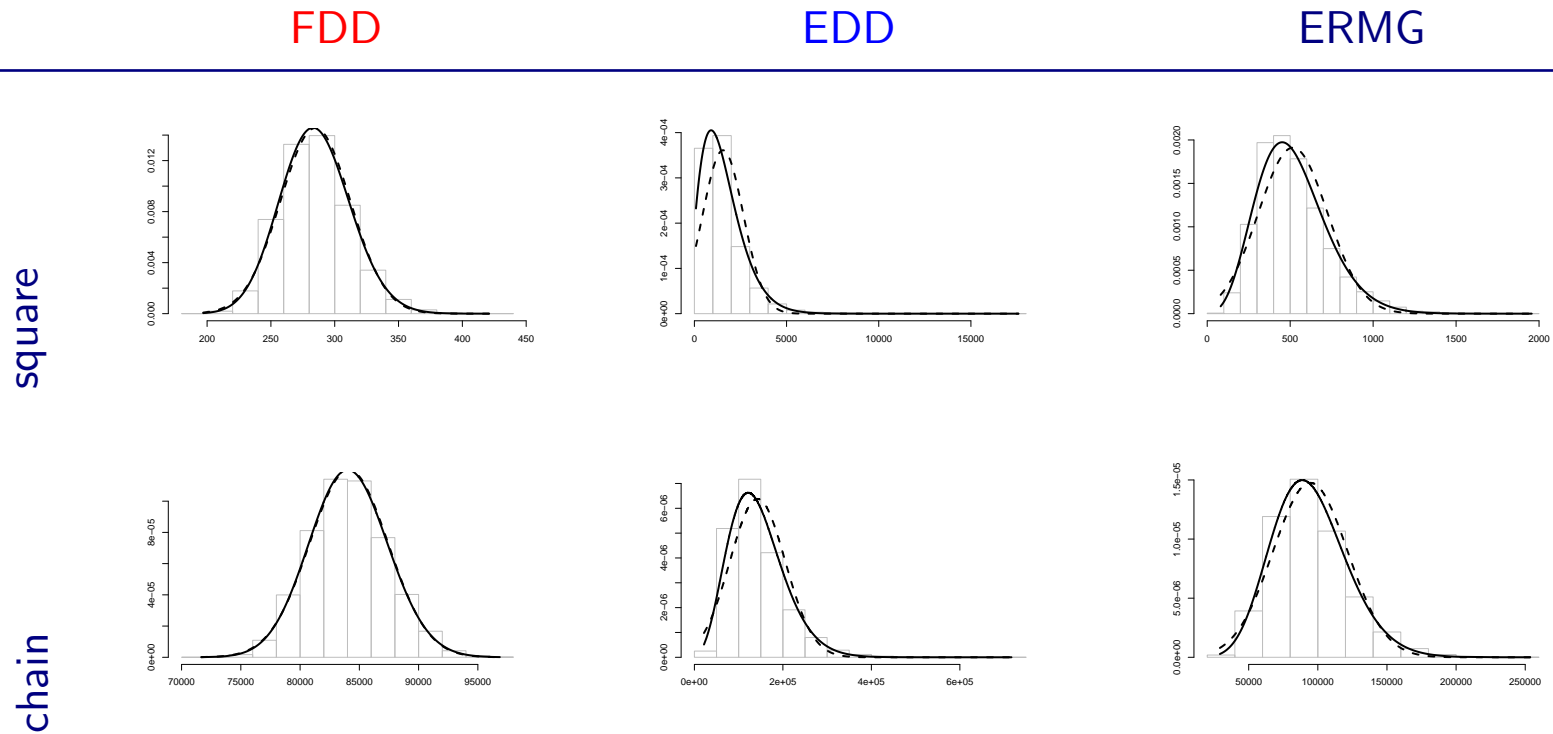 FDD EDD ERMG
square
0.000 0.004 0.008 0.012
200 250 300 350 400 450
0e+00 1e−04 2e−04 3e−04 4e−04
0 5000 10000 15000
0.0000 0.0005 0.0010 0.0015 0.0020
0 500 1000 1500 2000
chain
0e+00 4e−05 8e−05
70000 75000 80000 85000 90000 95000
0e+00 2e−06 4e−06 6e−06
0e+00 2e+05 4e+05 6e+05
0.0e+00 5.0e−06 1.0e−05 1.5e−05
50000 100000 150000 200000 250000